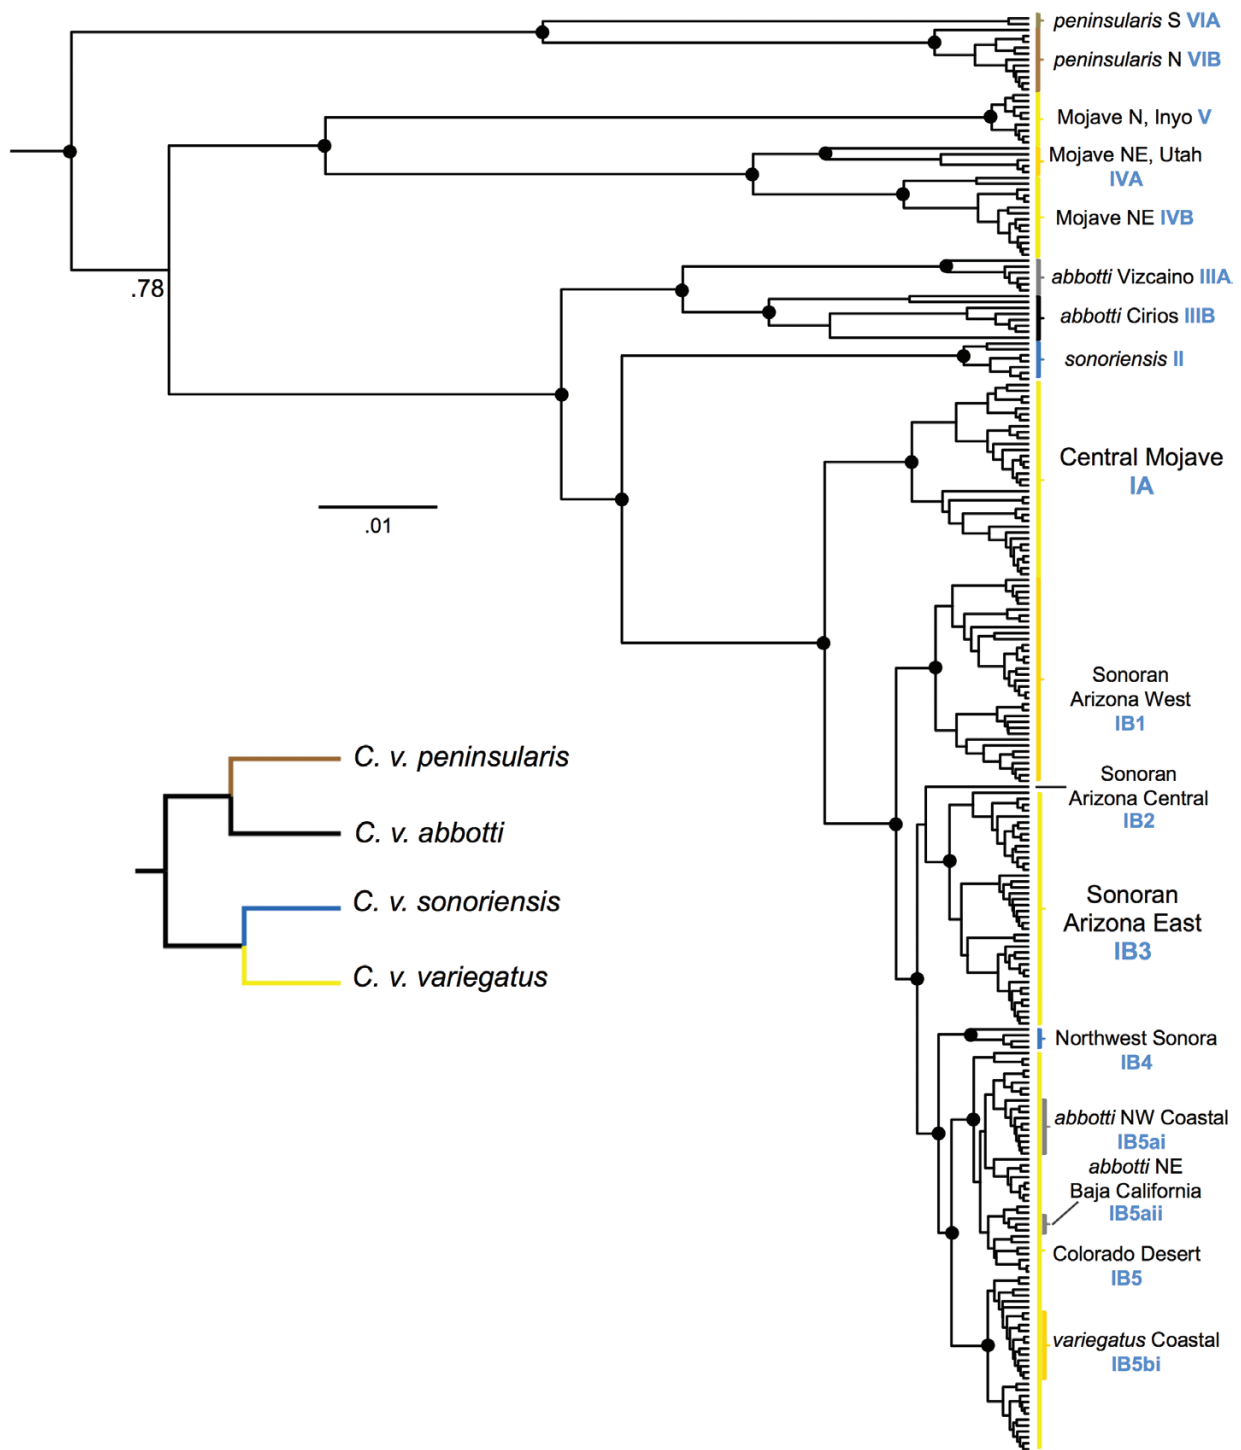 peninsularis S VIA
peninsularis N VIB
Mojave N, Inyo V
Mojave NE, Utah
IVA
Mojave NE IVB
.78
abbotti Vizcaino IIIA.
abbotti Cirios IIIB
sonoriensis II
Central Mojave
IA
.01
Sonoran
Arizona West
IB1
C. v. peninsularis
C. v. abbotti
C. v. sonoriensis
C. v. variegatus
Sonoran
Arizona Central
IB2
Sonoran
Arizona East
IB3
Northwest Sonora
IB4
abbotti NW Coastal
IB5ai
abbotti NE
Baja California
IB5aii
Colorado Desert
IB5
variegatus Coastal
IB5bi